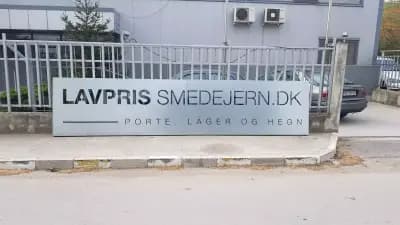 LAVPRIS SMEDEJERN.DK
PORTE, LÅGER OG HEGN